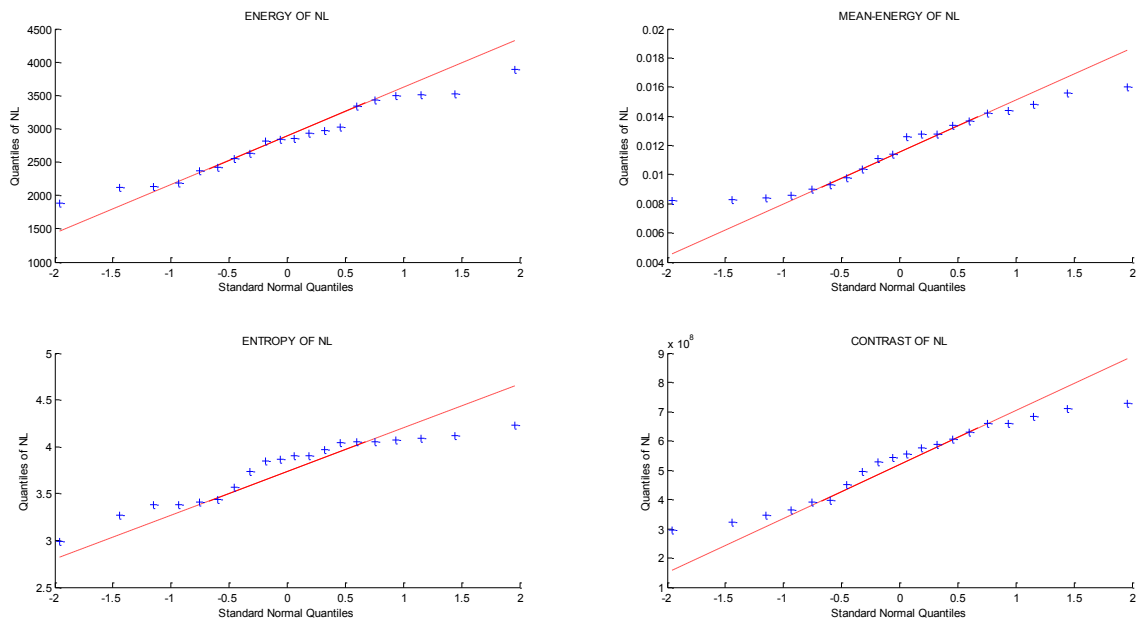 ENERGY OF NL
4500
4000
3500
3000
2500
2000
1500
1000
Quantiles of NL
-2 -1.5 -1 -0.5 0 0.5 1 1.5 2
Standard Normal Quantiles
MEAN-ENERGY OF NL
0.02
0.018
0.016
0.014
0.012
0.01
0.008
0.006
0.004
Quantiles of NL
-2 -1.5 -1 -0.5 0 0.5 1 1.5 2
Standard Normal Quantiles
ENTROPY OF NL
5
4.5
4
3.5
3
2.5
Quantiles of NL
-2 -1.5 -1 -0.5 0 0.5 1 1.5 2
Standard Normal Quantiles
CONTRAST OF NL
x 10^8
9
8
7
6
5
4
3
2
1
Quantiles of NL
-2 -1.5 -1 -0.5 0 0.5 1 1.5 2
Standard Normal Quantiles